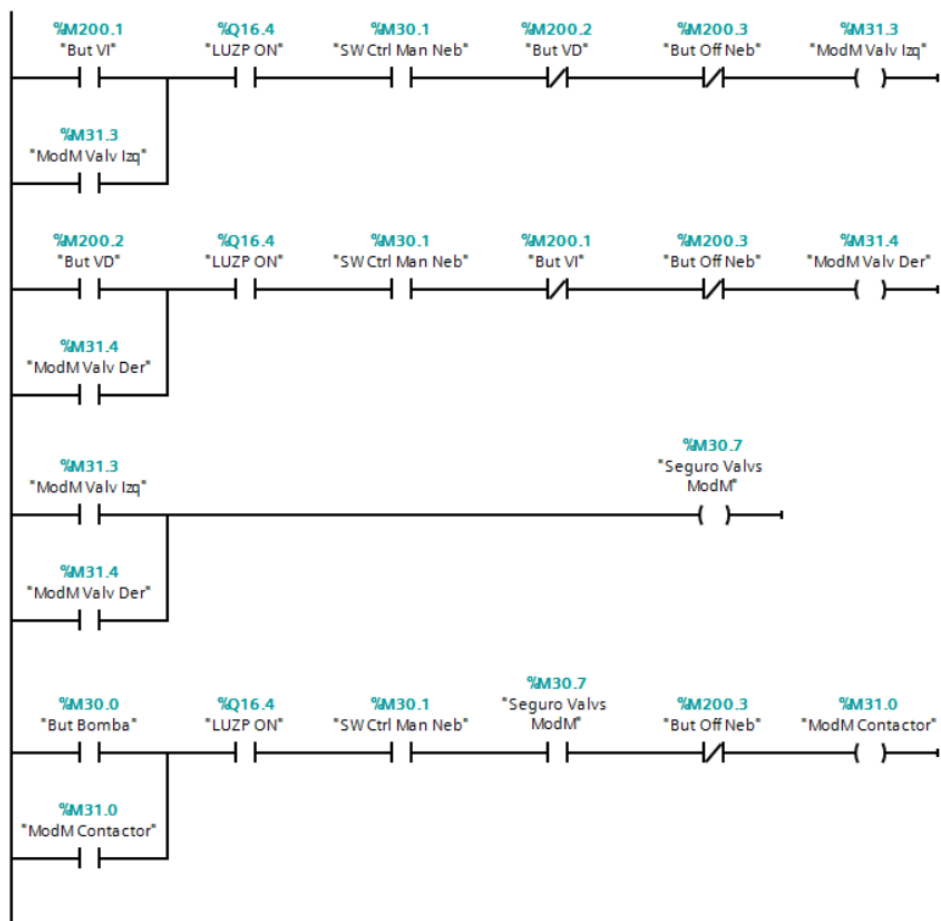 %M200.1 %Q16.4 %M30.1 %M200.2 %M200.3 %M31.3
"But VI" "LUZP ON" "SW Ctrl Man Neb" "But VD" "But Off Neb" "ModM Valv Izq"
%M31.3
"ModM Valv Izq"
%M200.2 %Q16.4 %M30.1 %M200.1 %M200.3 %M31.4
"But VD" "LUZP ON" "SW Ctrl Man Neb" "But VI" "But Off Neb" "ModM Valv Der"
%M31.4
"ModM Valv Der"
%M30.7
%M31.3 "Seguro Valvs
"ModM Valv Izq" ModM"
%M31.4
"ModM Valv Der"
%M30.7
%M30.0 %Q16.4 %M30.1 "Seguro Valvs %M200.3 %M31.0
"But Bomba" "LUZP ON" "SW Ctrl Man Neb" ModM" "But Off Neb" "ModM Contactor"
%M31.0
"ModM Contactor"